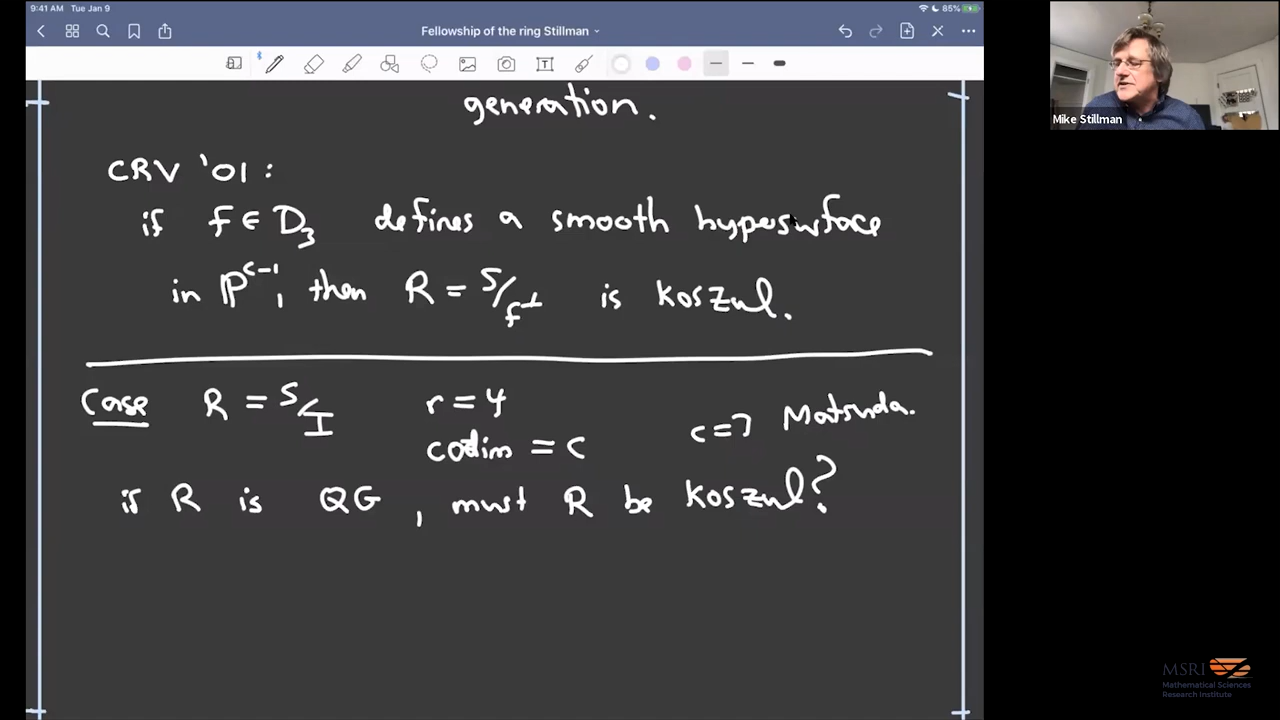 9:41 AM Tue Jan 9
85%
Fellowship of the ring Stillman
generation.
CRV '01:
if f ∈ D₃ defines a smooth hypersurface
in ℙ^{c-1}, then R = S/f^⊥ is Koszul.
Case R = S/I r = 4
codim = c c=7 Matsuda.
if R is QG, must R be Koszul?
Mike Stillman
MSRI
Mathematical Sciences
Research Institute